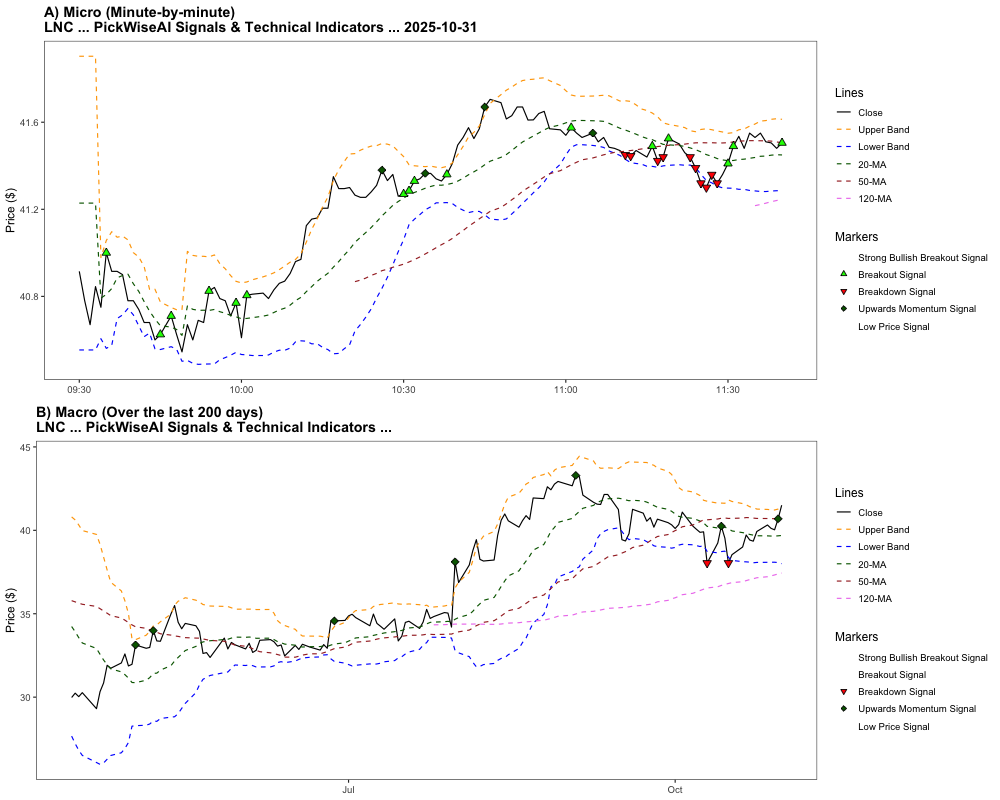 A) Micro (Minute-by-minute)
LNC ... PickWiseAI Signals & Technical Indicators ... 2025-10-31
Price ($)
41.6
41.2
40.8
09:30
10:00
10:30
11:00
11:30
Lines
Close
Upper Band
Lower Band
20-MA
50-MA
120-MA
Markers
Strong Bullish Breakout Signal
Breakout Signal
Breakdown Signal
Upwards Momentum Signal
Low Price Signal
B) Macro (Over the last 200 days)
LNC ... PickWiseAI Signals & Technical Indicators ...
Price ($)
45
40
35
30
Jul
Oct
Lines
Close
Upper Band
Lower Band
20-MA
50-MA
120-MA
Markers
Strong Bullish Breakout Signal
Breakout Signal
Breakdown Signal
Upwards Momentum Signal
Low Price Signal